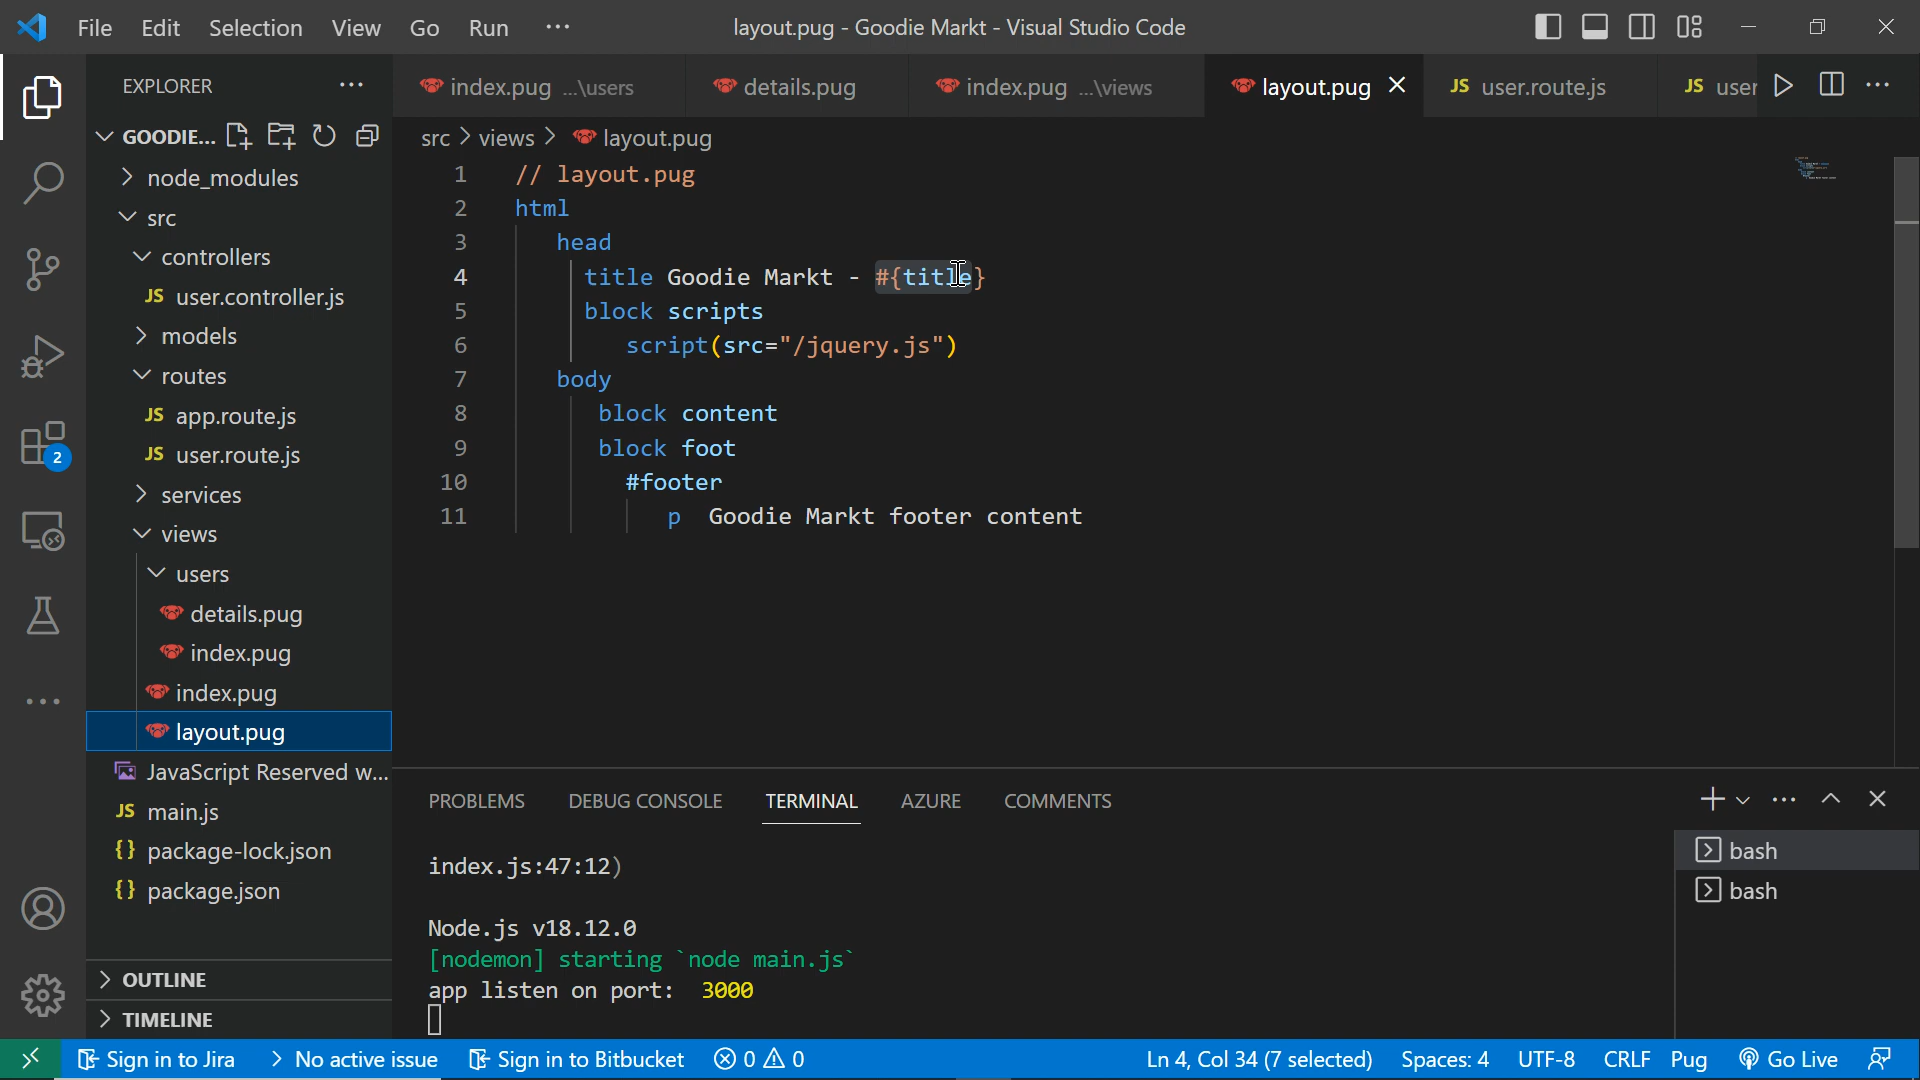 File Edit Selection View Go Run ···
layout.pug - Goodie Markt - Visual Studio Code
EXPLORER
GOODIE...
node_modules
src
controllers
JS user.controller.js
models
routes
JS app.route.js
JS user.route.js
services
views
users
details.pug
index.pug
index.pug
layout.pug
JavaScript Reserved w...
JS main.js
{} package-lock.json
{} package.json
OUTLINE
TIMELINE
2
index.pug ...\users
details.pug
index.pug ...\views
layout.pug
JS user.route.js
JS user
src > views > layout.pug
1 // layout.pug
2 html
3 head
4 title Goodie Markt - #{title}
5 block scripts
6 script(src="/jquery.js")
7 body
8 block content
9 block foot
10 #footer
11 p  Goodie Markt footer content
PROBLEMS DEBUG CONSOLE TERMINAL AZURE COMMENTS
index.js:47:12)
Node.js v18.12.0
[nodemon] starting `node main.js`
app listen on port:  3000
bash
bash
Sign in to Jira
No active issue
Sign in to Bitbucket
0 0
Ln 4, Col 34 (7 selected)
Spaces: 4
UTF-8
CRLF
Pug
Go Live